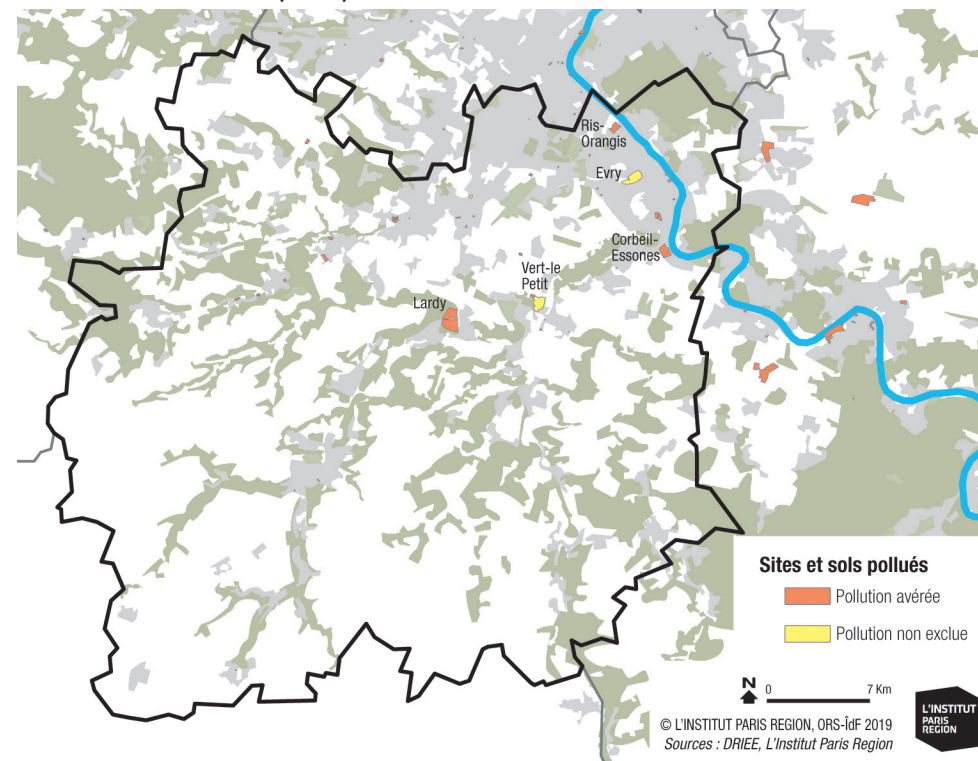 Ris-
Orangis
Evry
Corbeil-
Essones
Vert-le
Petit
Lardy
Sites et sols pollués
Pollution avérée
Pollution non exclue
N
0 7 Km
© L'INSTITUT PARIS REGION, ORS-ÎdF 2019
Sources : DRIEE, L'Institut Paris Region
L'INSTITUT
PARIS
REGION